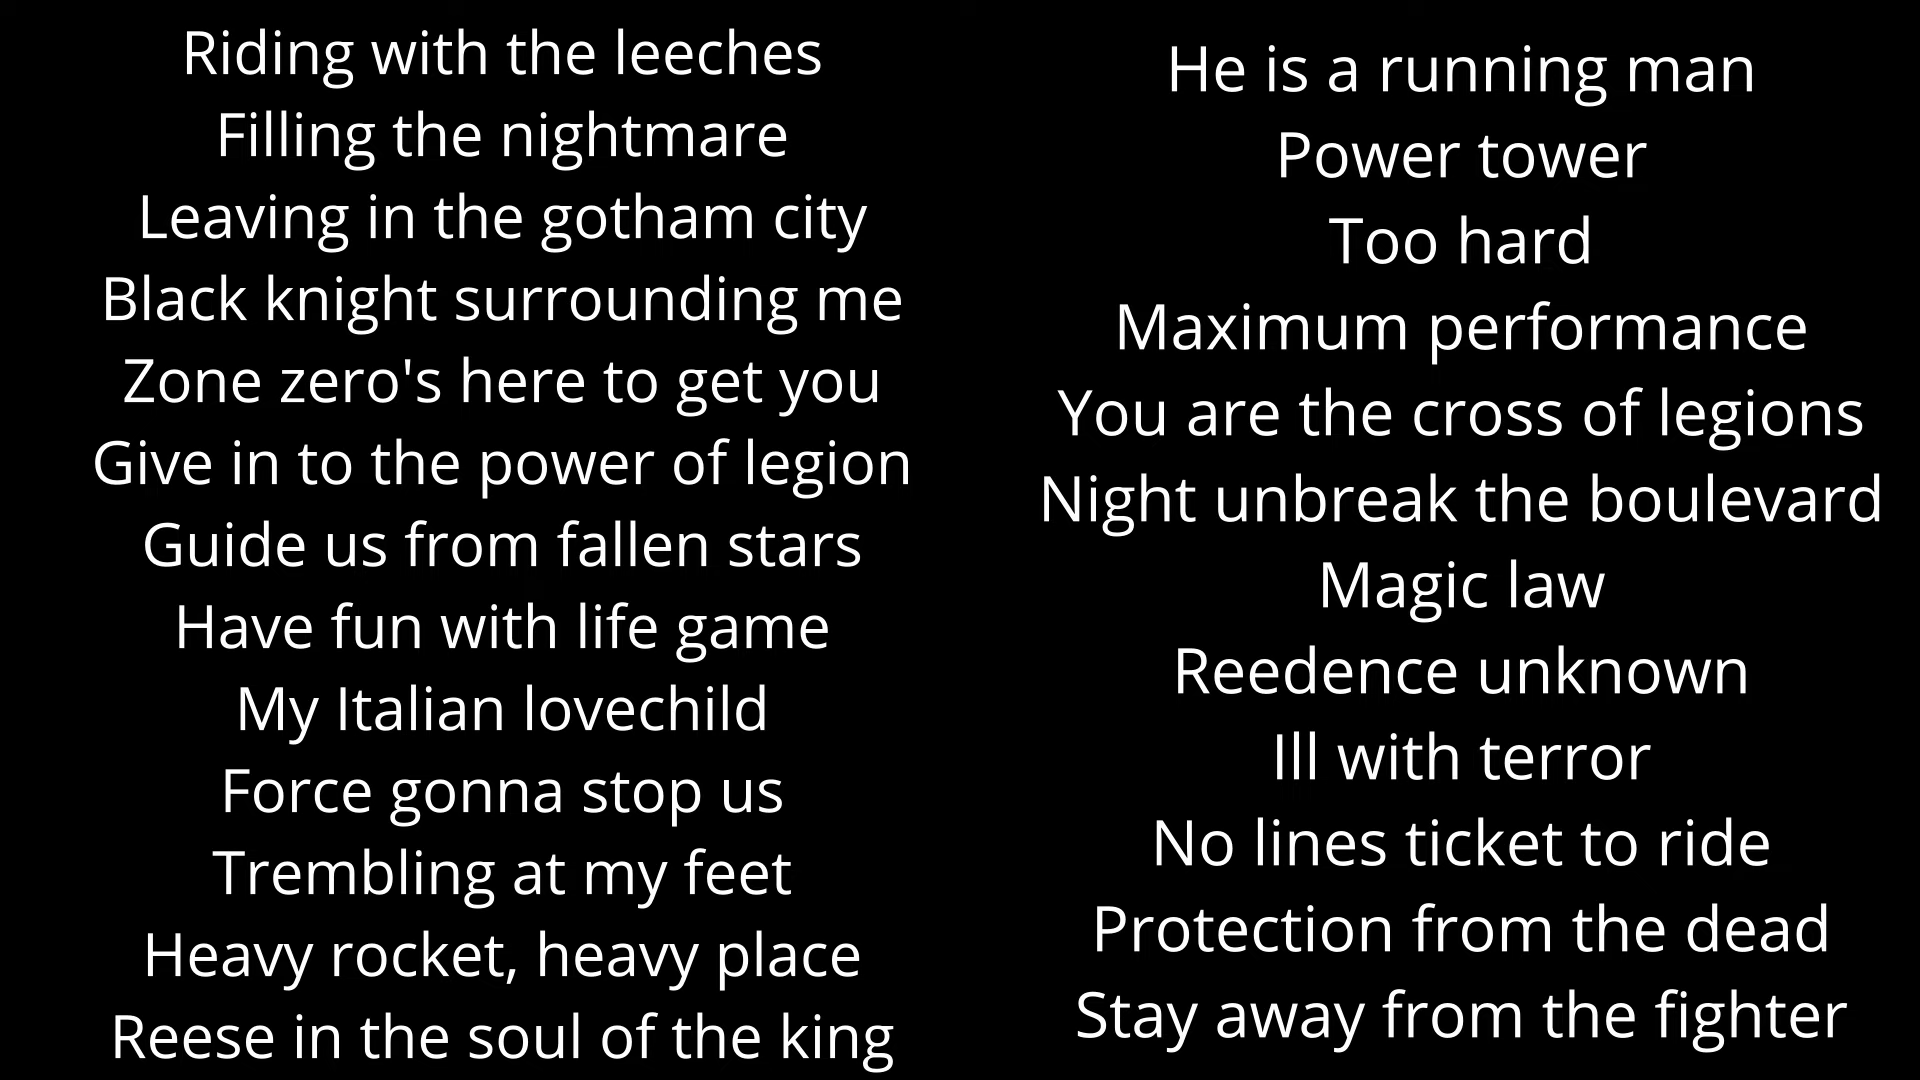 Riding with the leeches
Filling the nightmare
Leaving in the gotham city
Black knight surrounding me
Zone zero's here to get you
Give in to the power of legion
Guide us from fallen stars
Have fun with life game
My Italian lovechild
Force gonna stop us
Trembling at my feet
Heavy rocket, heavy place
Reese in the soul of the king
He is a running man
Power tower
Too hard
Maximum performance
You are the cross of legions
Night unbreak the boulevard
Magic law
Reedence unknown
Ill with terror
No lines ticket to ride
Protection from the dead
Stay away from the fighter